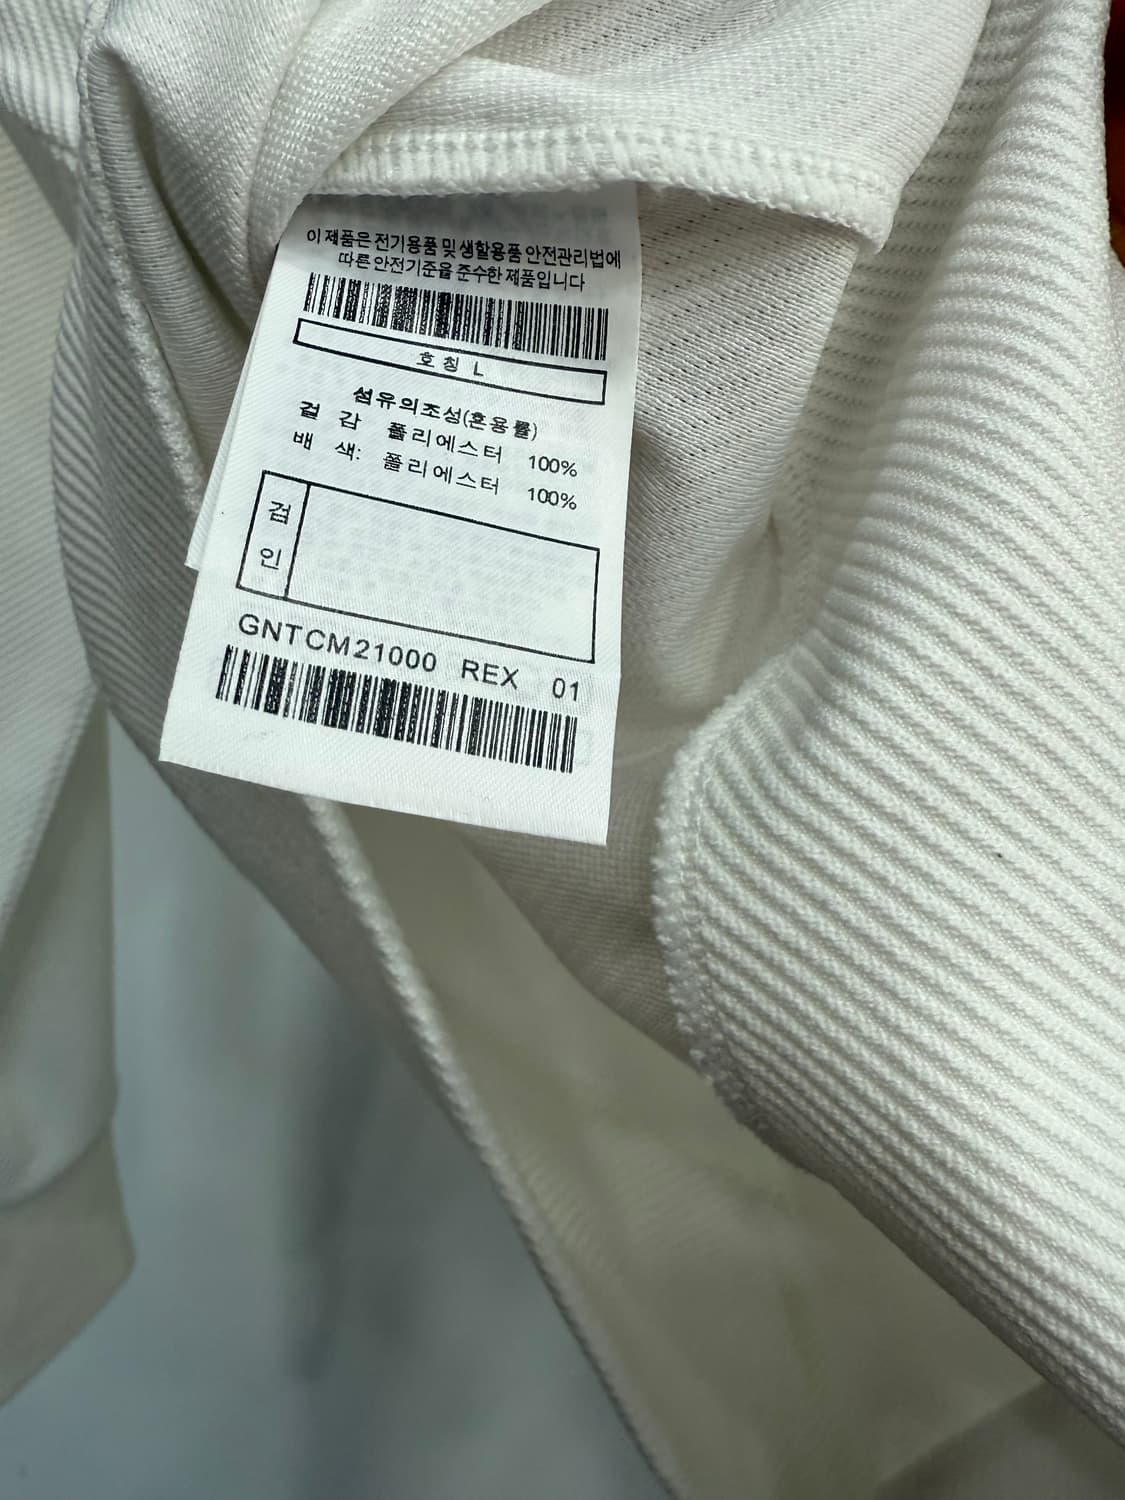 이 제품은 전기용품 및 생활용품 안전관리법에
따른 안전기준을 준수한 제품입니다
호칭 L
섬유의조성(혼용률)
겉 감 폴리에스터 100%
배 색: 폴리에스터 100%
검
인
GNTCM21000 REX 01